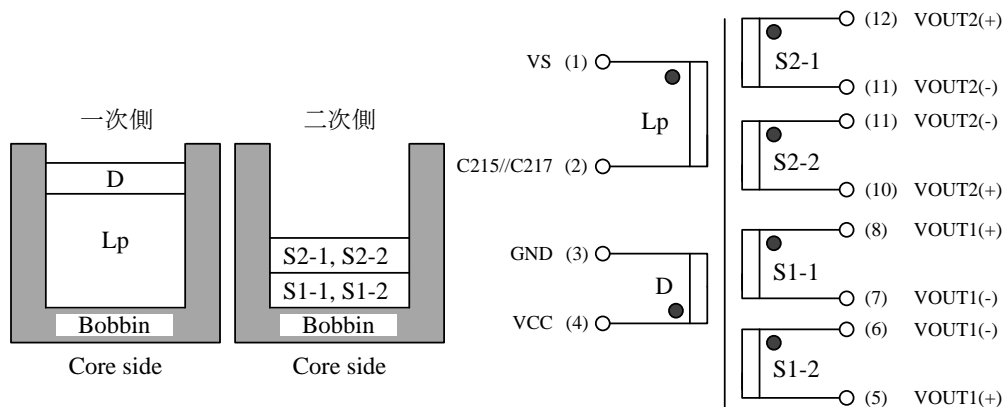 一次側
D
Lp
Bobbin
Core side
二次側
S2-1, S2-2
S1-1, S1-2
Bobbin
Core side
VS (1)
Lp
C215//C217 (2)
GND (3)
D
VCC (4)
(12) VOUT2(+)
S2-1
(11) VOUT2(-)
(11) VOUT2(-)
S2-2
(10) VOUT2(+)
(8) VOUT1(+)
S1-1
(7) VOUT1(-)
(6) VOUT1(-)
S1-2
(5) VOUT1(+)